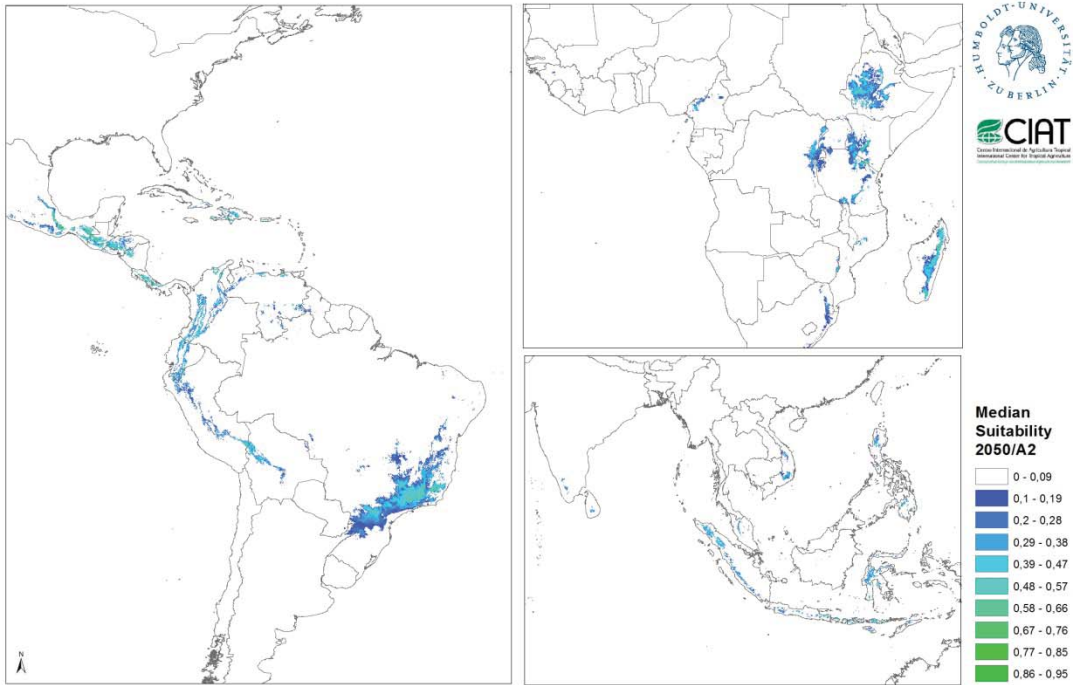 HUMBOLDT-UNIVERSITÄT
ZU BERLIN
CIAT
Centro Internacional de Agricultura Tropical
International Center for Tropical Agriculture
Median
Suitability
2050/A2
0 - 0,09
0,1 - 0,19
0,2 - 0,28
0,29 - 0,38
0,39 - 0,47
0,48 - 0,57
0,58 - 0,66
0,67 - 0,76
0,77 - 0,85
0,86 - 0,95
N